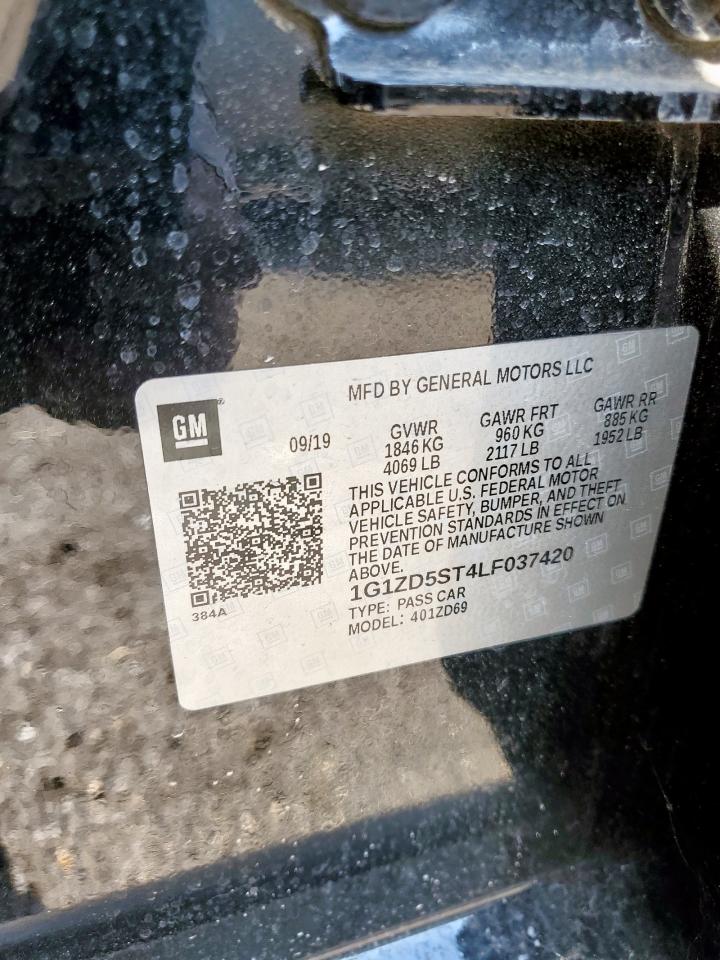 MFD BY GENERAL MOTORS LLC
GM
09/19
GVWR
1846 KG
4069 LB
GAWR FRT
960 KG
2117 LB
GAWR RR
885 KG
1952 LB
THIS VEHICLE CONFORMS TO ALL
APPLICABLE U.S. FEDERAL MOTOR
VEHICLE SAFETY, BUMPER, AND THEFT
PREVENTION STANDARDS IN EFFECT ON
THE DATE OF MANUFACTURE SHOWN
ABOVE.
1G1ZD5ST4LF037420
TYPE: PASS CAR
MODEL: 401ZD69
384A